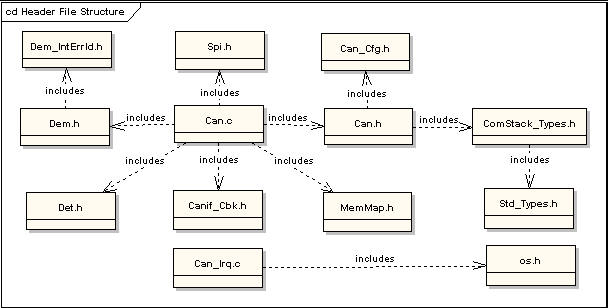 cd Header File Structure
Dem_IntErrId.h
Spi.h
Can_Cfg.h
includes
includes
includes
Dem.h
includes
Can.c
includes
Can.h
includes
ComStack_Types.h
includes
includes
includes
includes
Det.h
Canif_Cbk.h
MemMap.h
Std_Types.h
Can_Irq.c
includes
os.h